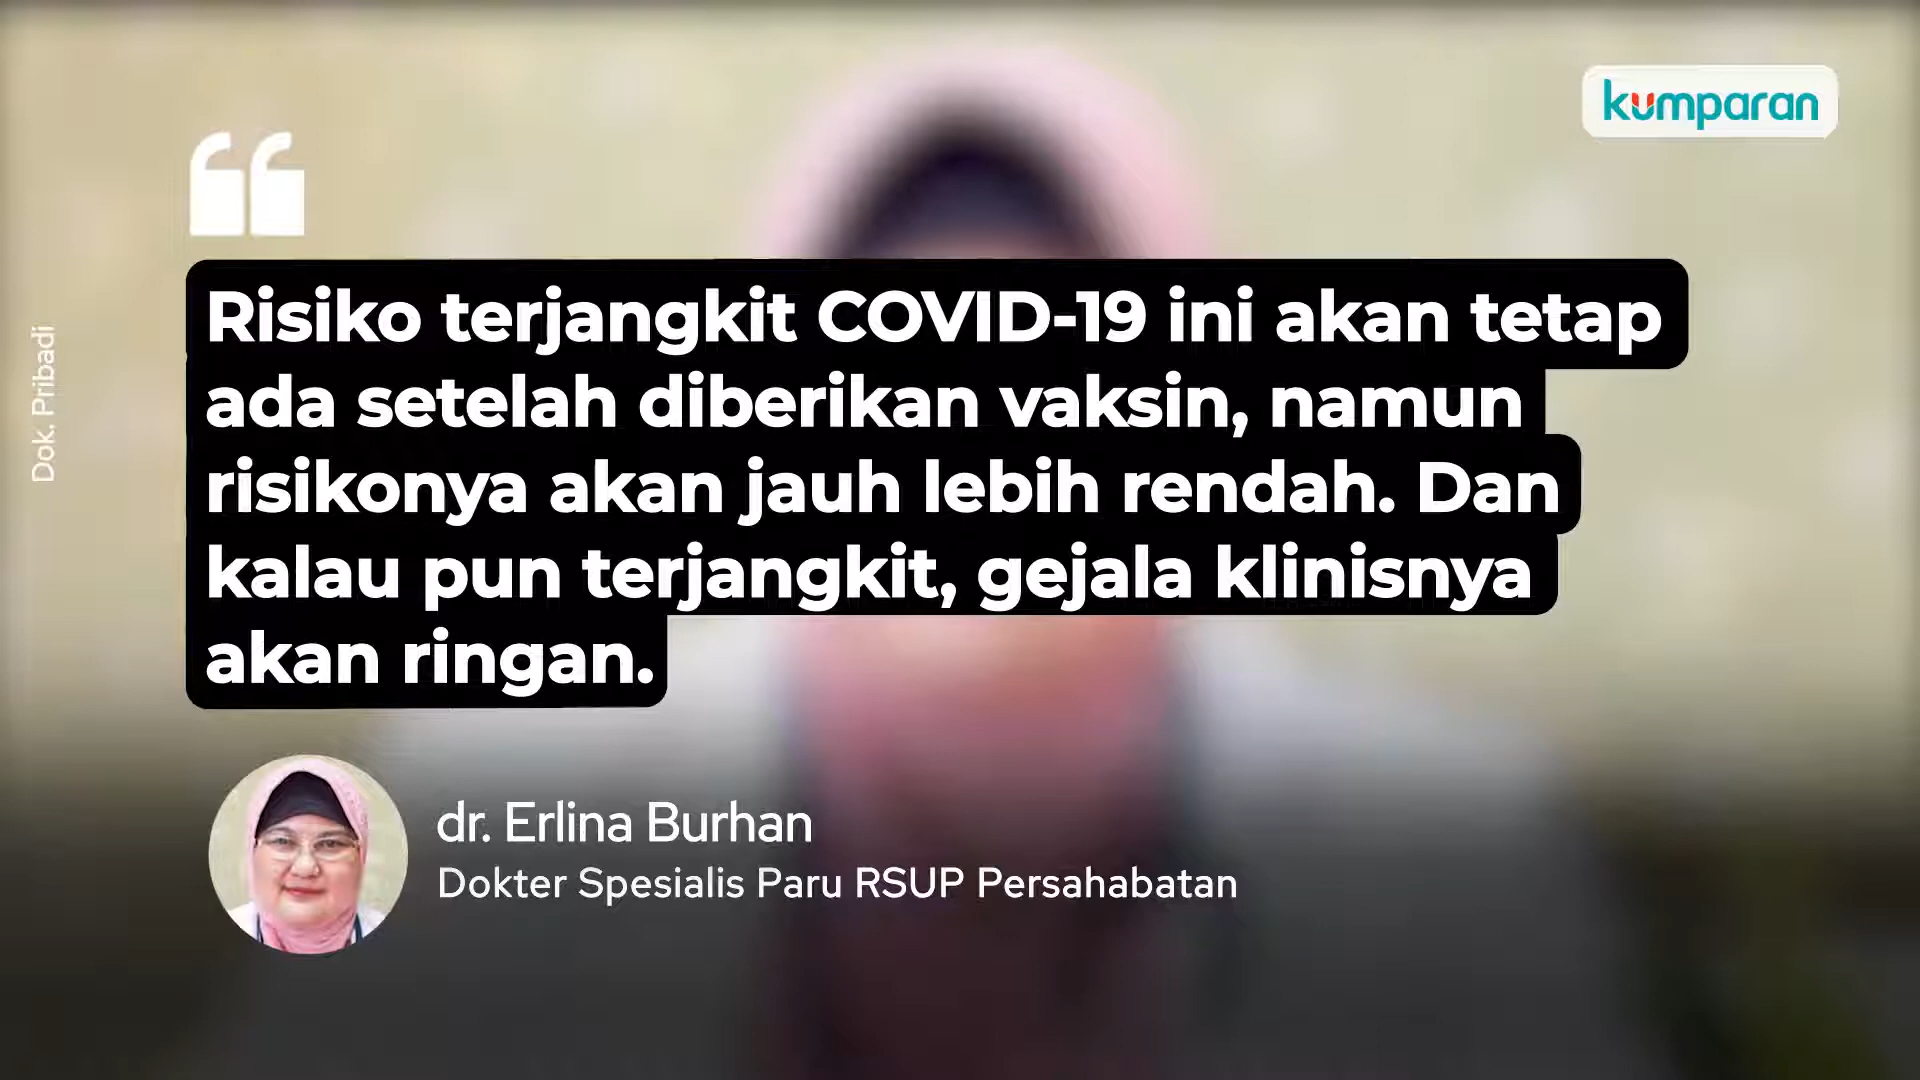 kumparan
Risiko terjangkit COVID-19 ini akan tetap
ada setelah diberikan vaksin, namun
risikonya akan jauh lebih rendah. Dan
kalau pun terjangkit, gejala klinisnya
akan ringan.
Dok. Pribadi
dr. Erlina Burhan
Dokter Spesialis Paru RSUP Persahabatan